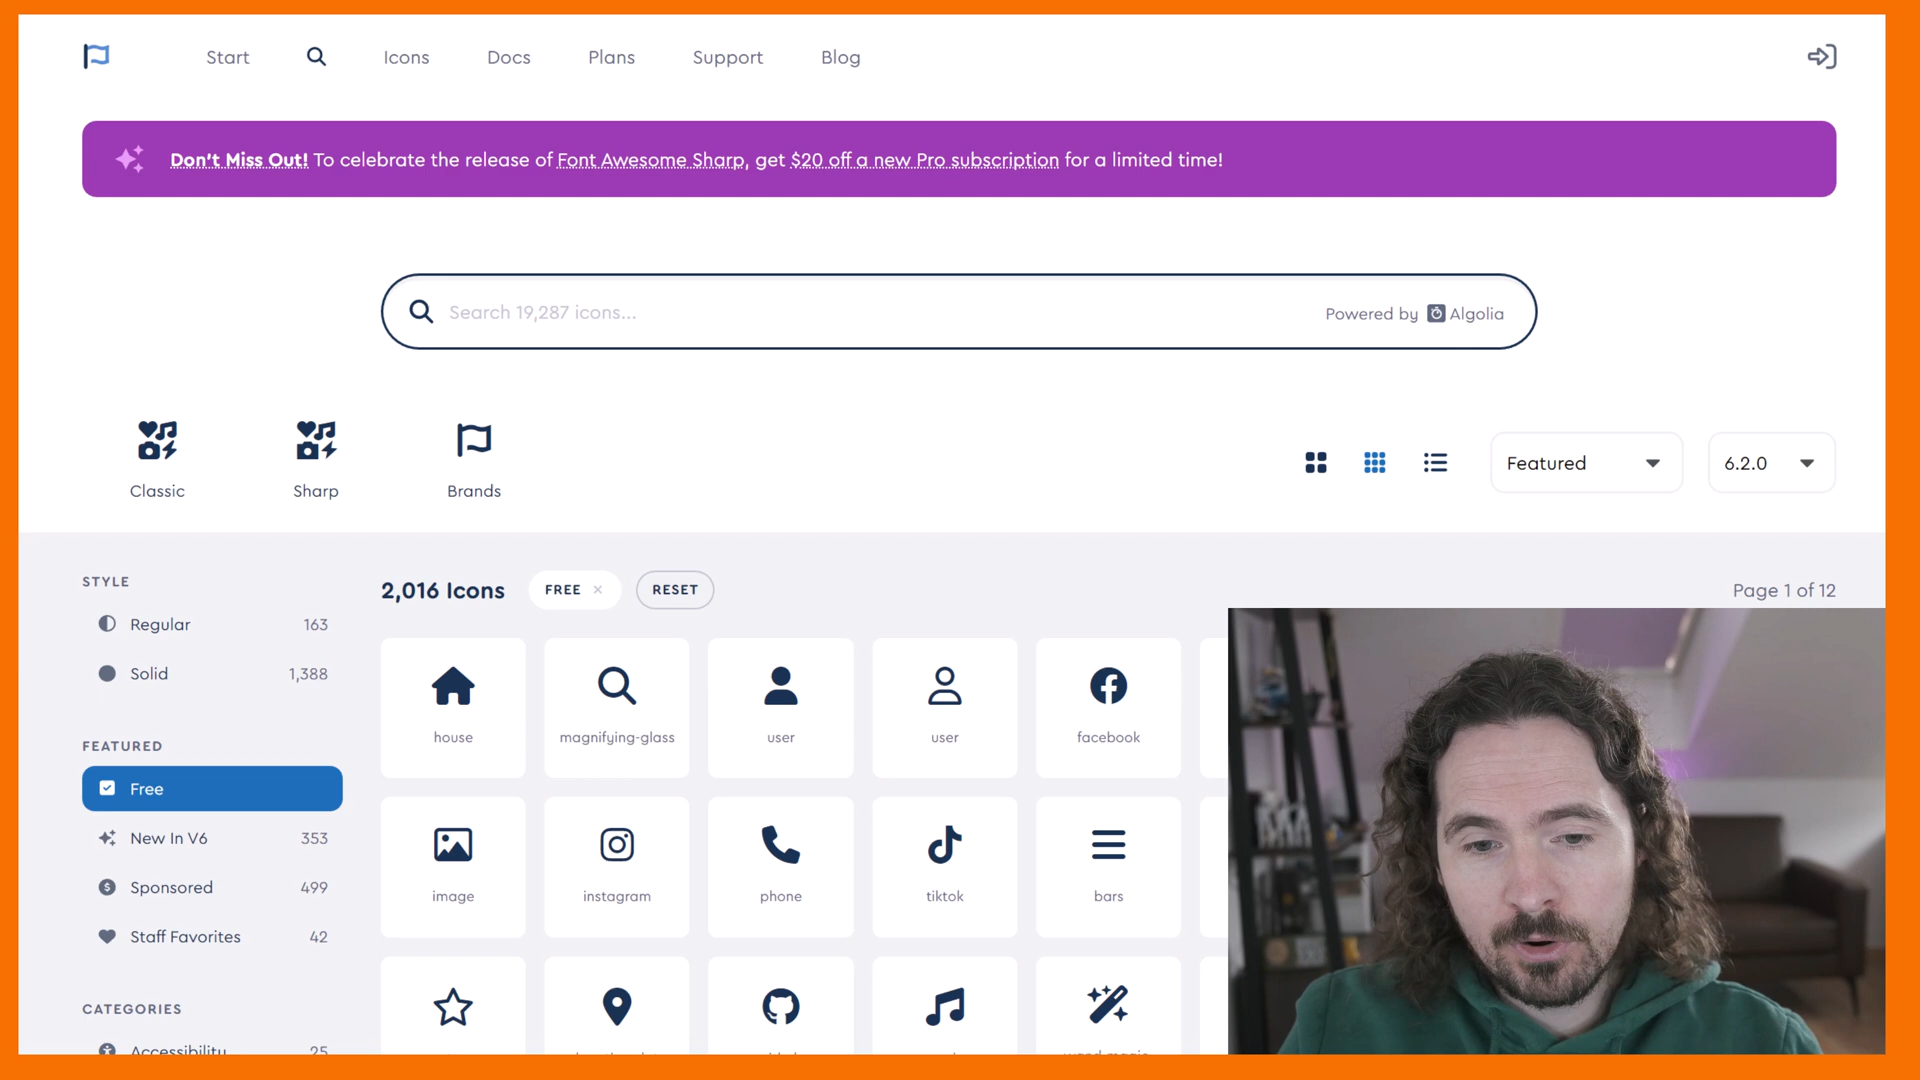 Start
Icons
Docs
Plans
Support
Blog
Don't Miss Out! To celebrate the release of Font Awesome Sharp, get $20 off a new Pro subscription for a limited time!
Search 19,287 icons...
Powered by Algolia
Classic
Sharp
Brands
Featured
6.2.0
STYLE
Regular 163
Solid 1,388
FEATURED
Free
New In V6 353
Sponsored 499
Staff Favorites 42
CATEGORIES
Accessibility 25
2,016 Icons
FREE ×
RESET
Page 1 of 12
house
magnifying-glass
user
user
facebook
image
instagram
phone
tiktok
bars